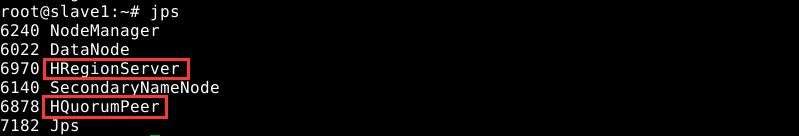 root@slave1:~# jps
6240 NodeManager
6022 DataNode
6970 HRegionServer
6140 SecondaryNameNode
6878 HQuorumPeer
7182 Jps